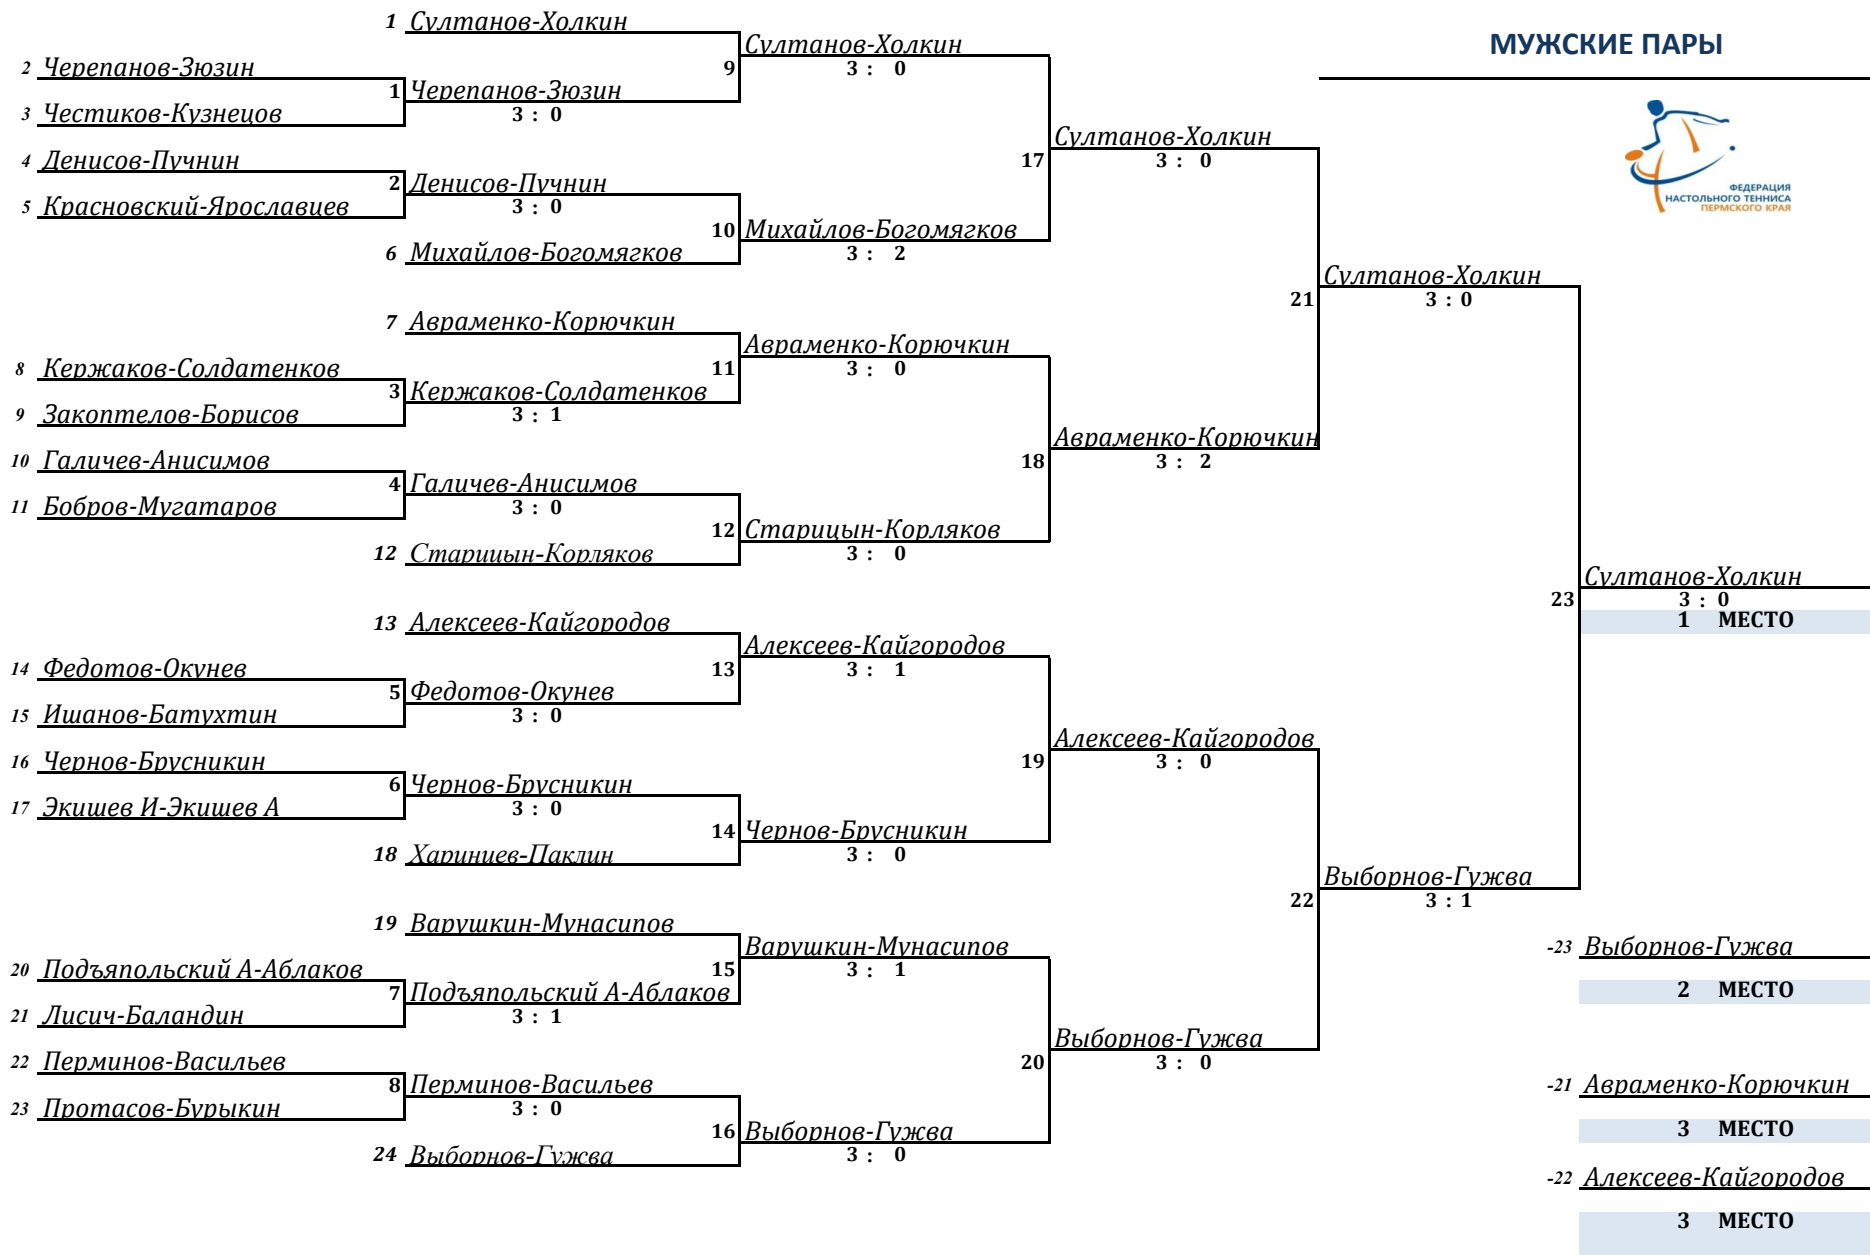 1 Султанов-Холкин
МУЖСКИЕ ПАРЫ
Султанов-Холкин
2 Черепанов-Зюзин
9
3 : 0
1 Черепанов-Зюзин
3 Честиков-Кузнецов
3 : 0
Султанов-Холкин
4 Денисов-Пучнин
17
3 : 0
2 Денисов-Пучнин
ФЕДЕРАЦИЯ
НАСТОЛЬНОГО ТЕННИСА
ПЕРМСКОГО КРАЯ
5 Красновский-Ярославцев
3 : 0
10 Михайлов-Богомягков
6 Михайлов-Богомягков
3 : 2
Султанов-Холкин
21
3 : 0
7 Авраменко-Корючкин
Авраменко-Корючкин
8 Кержаков-Солдатенков
11
3 : 0
3 Кержаков-Солдатенков
9 Закоптелов-Борисов
3 : 1
Авраменко-Корючкин
10 Галичев-Анисимов
18
3 : 2
4 Галичев-Анисимов
11 Бобров-Мугатаров
3 : 0
12 Старицын-Корляков
12 Старицын-Корляков
3 : 0
Султанов-Холкин
23
3 : 0
1 МЕСТО
13 Алексеев-Кайгородов
Алексеев-Кайгородов
14 Федотов-Окунев
13
3 : 1
5 Федотов-Окунев
15 Ишанов-Батухтин
3 : 0
Алексеев-Кайгородов
16 Чернов-Брусникин
19
3 : 0
6 Чернов-Брусникин
17 Экишев И-Экишев А
3 : 0
14 Чернов-Брусникин
18 Харинцев-Паклин
3 : 0
Выборнов-Гужва
22
3 : 1
19 Варушкин-Мунасипов
Варушкин-Мунасипов
-23 Выборнов-Гужва
20 Подъяпольский А-Аблаков
15
3 : 1
7 Подъяпольский А-Аблаков
2 МЕСТО
21 Лисич-Баландин
3 : 1
Выборнов-Гужва
22 Перминов-Васильев
20
3 : 0
8 Перминов-Васильев
-21 Авраменко-Корючкин
23 Протасов-Бурыкин
3 : 0
16 Выборнов-Гужва
3 МЕСТО
24 Выборнов-Гужва
3 : 0
-22 Алексеев-Кайгородов
3 МЕСТО